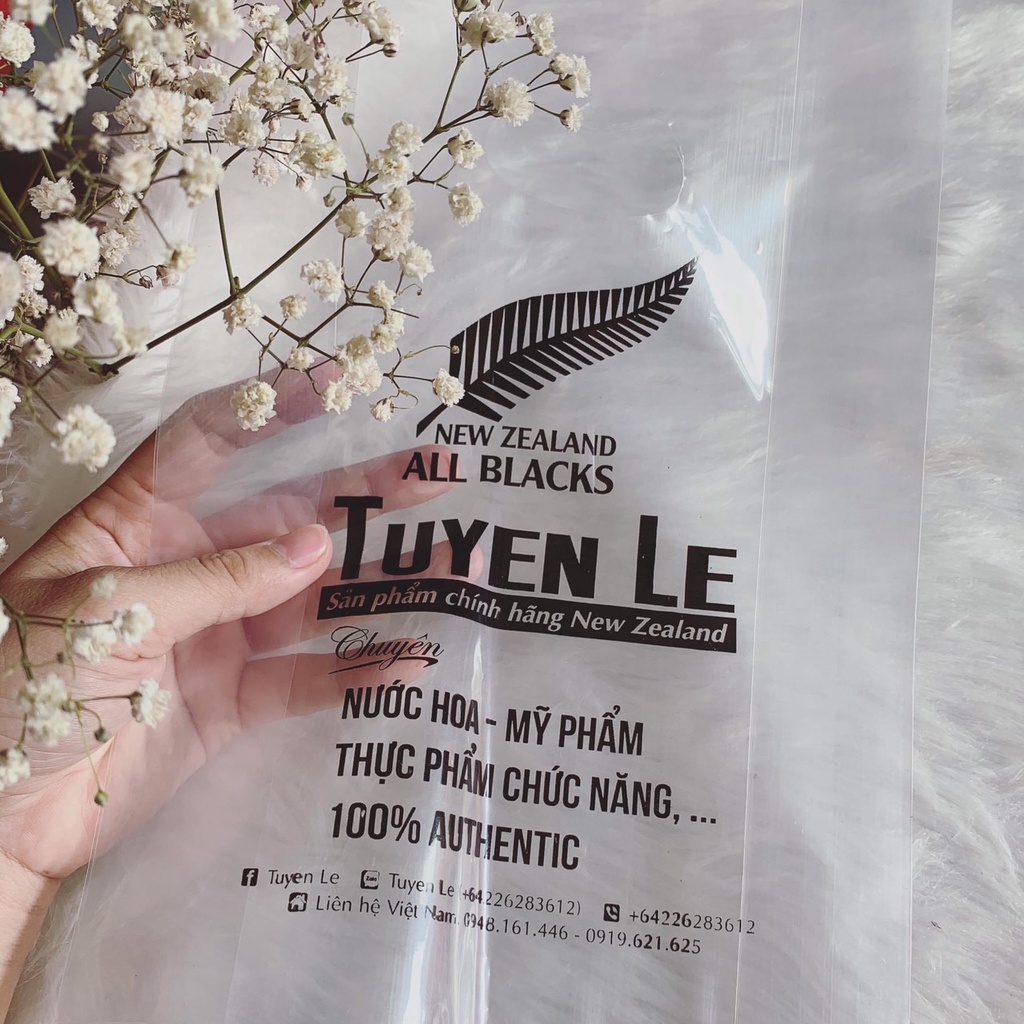 NEW ZEALAND
ALL BLACKS
TUYEN LE
Sản phẩm chính hãng New Zealand
Chuyên
NƯỚC HOA - MỸ PHẨM
THỰC PHẨM CHỨC NĂNG, ...
100% AUTHENTIC
Tuyen Le Zalo Tuyen Le +64226283612) +64226283612
Liên hệ Việt Nam: 0948.161.446 - 0919.621.625